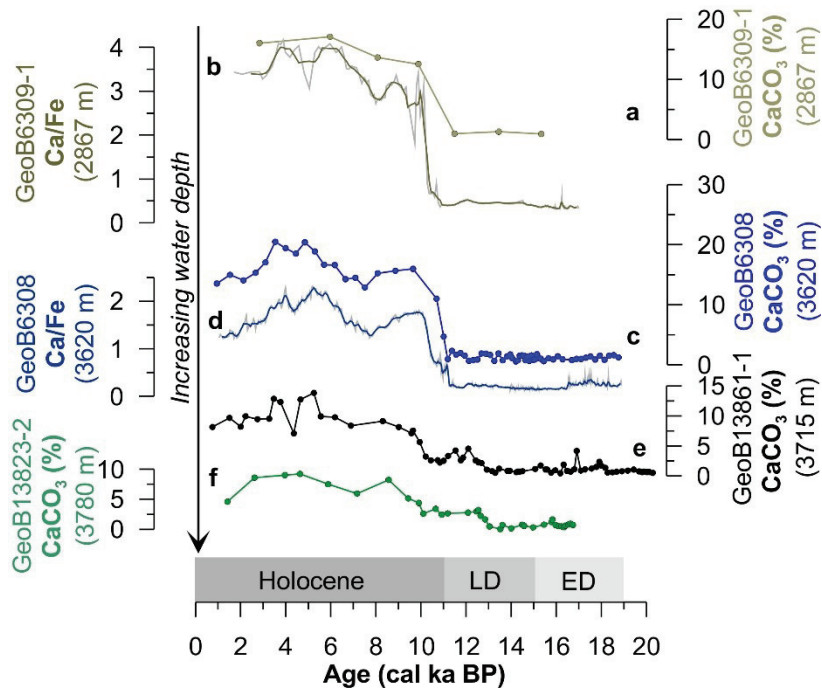 GeoB6309-1
Ca/Fe
(2867 m)
4
3
2
1
0
b
a
20
15
10
5
0
GeoB6309-1
CaCO₃ (%)
(2867 m)
Increasing water depth
GeoB6308
Ca/Fe
(3620 m)
2
1
0
d
c
30
20
10
0
GeoB6308
CaCO₃ (%)
(3620 m)
e
15
10
5
0
GeoB13861-1
CaCO₃ (%)
(3715 m)
GeoB13823-2
CaCO₃ (%)
(3780 m)
10
5
0
f
Holocene LD ED
0 2 4 6 8 10 12 14 16 18 20
Age (cal ka BP)